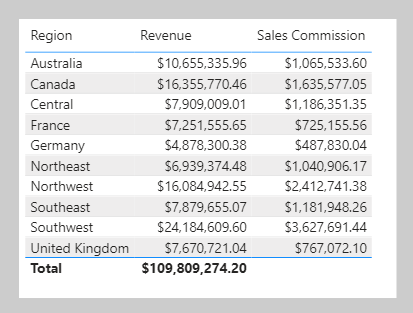 Region Revenue Sales Commission
Australia $10,655,335.96 $1,065,533.60
Canada $16,355,770.46 $1,635,577.05
Central $7,909,009.01 $1,186,351.35
France $7,251,555.65 $725,155.56
Germany $4,878,300.38 $487,830.04
Northeast $6,939,374.48 $1,040,906.17
Northwest $16,084,942.55 $2,412,741.38
Southeast $7,879,655.07 $1,181,948.26
Southwest $24,184,609.60 $3,627,691.44
United Kingdom $7,670,721.04 $767,072.10
Total $109,809,274.20